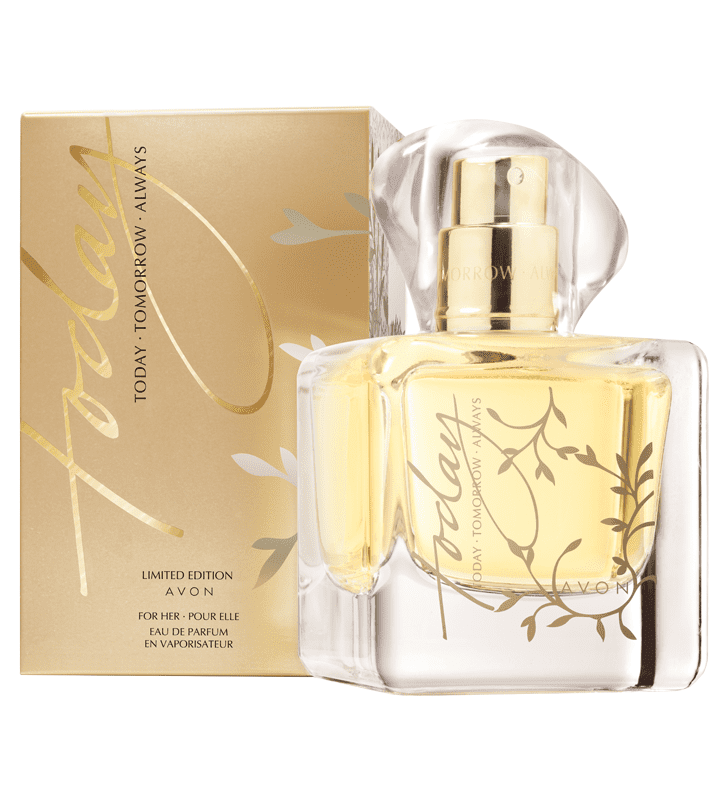 today
TODAY · TOMORROW · ALWAYS
LIMITED EDITION
AVON
FOR HER · POUR ELLE
EAU DE PARFUM
EN VAPORISATEUR
MORROW · AL
today
TODAY · TOMORROW · ALWAYS
AVON